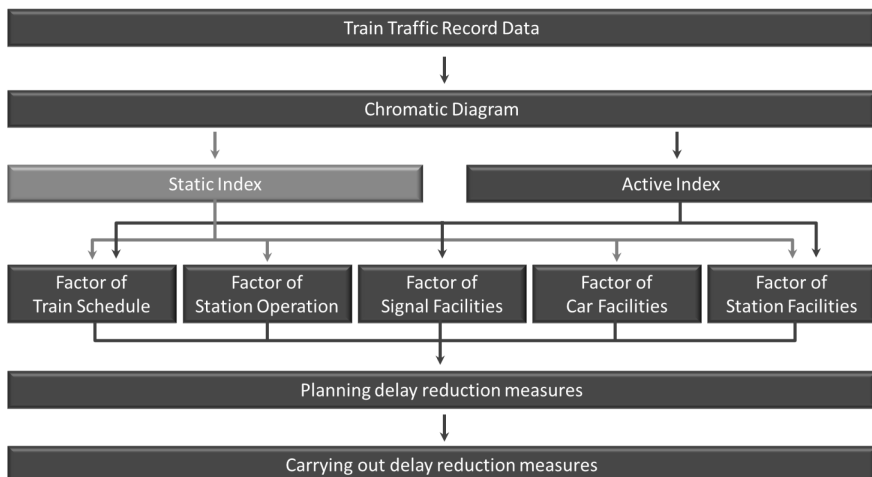 Train Traffic Record Data
Chromatic Diagram
Static Index
Active Index
Factor of
Train Schedule
Factor of
Station Operation
Factor of
Signal Facilities
Factor of
Car Facilities
Factor of
Station Facilities
Planning delay reduction measures
Carrying out delay reduction measures